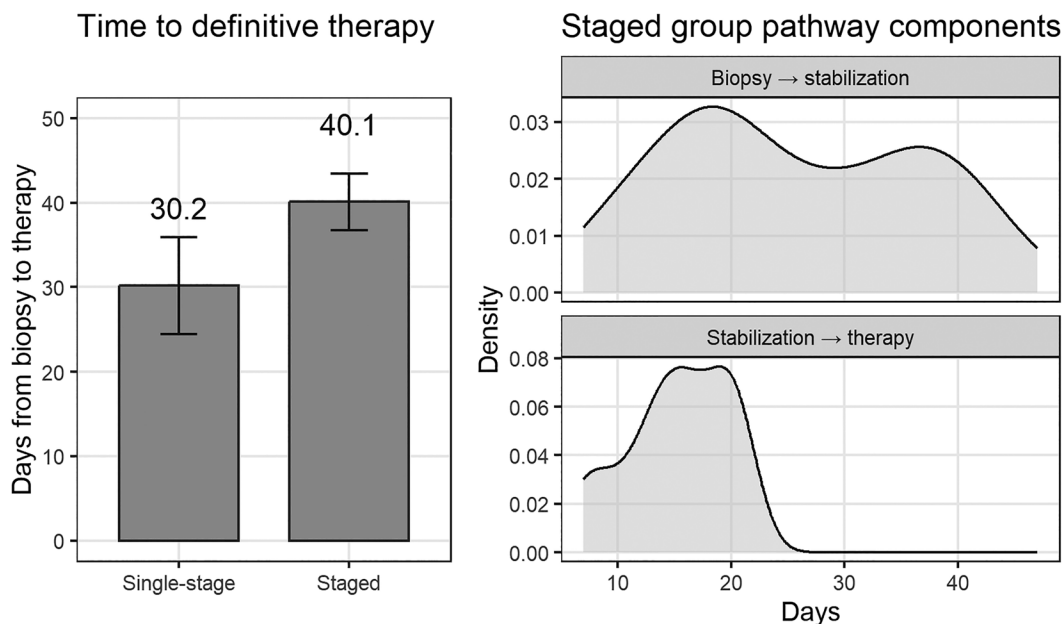 Time to definitive therapy
Days from biopsy to therapy
50
40
30
20
10
0
30.2
40.1
Single-stage
Staged
Staged group pathway components
Density
Biopsy → stabilization
0.03
0.02
0.01
0.00
Stabilization → therapy
0.08
0.06
0.04
0.02
0.00
10
20
30
40
Days